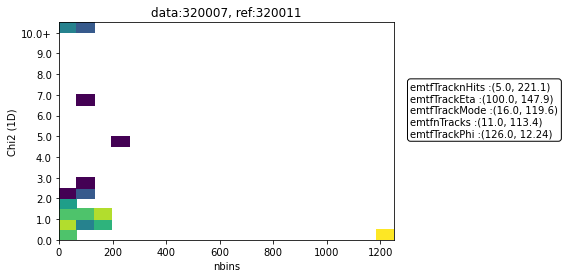 data:320007, ref:320011
10.0+
9.0
8.0
7.0
6.0
5.0
4.0
3.0
2.0
1.0
0.0
Chi2 (1D)
0 200 400 600 800 1000 1200
nbins
emtfTracknHits :(5.0, 221.1)
emtfTrackEta :(100.0, 147.9)
emtfTrackMode :(16.0, 119.6)
emtfnTracks :(11.0, 113.4)
emtfTrackPhi :(126.0, 12.24)